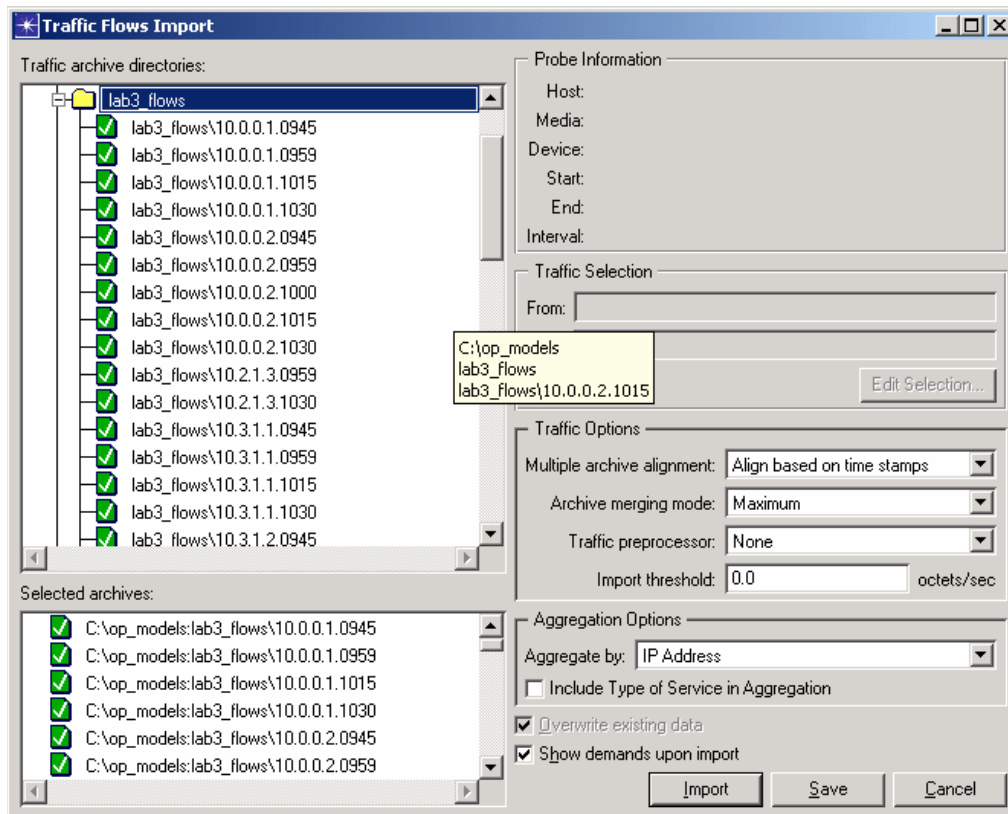 Traffic Flows Import
Traffic archive directories:
lab3_flows
lab3_flows\10.0.0.1.0945
lab3_flows\10.0.0.1.0959
lab3_flows\10.0.0.1.1015
lab3_flows\10.0.0.1.1030
lab3_flows\10.0.0.2.0945
lab3_flows\10.0.0.2.0959
lab3_flows\10.0.0.2.1000
lab3_flows\10.0.0.2.1015
lab3_flows\10.0.0.2.1030
lab3_flows\10.2.1.3.0959
lab3_flows\10.2.1.3.1030
lab3_flows\10.3.1.1.0945
lab3_flows\10.3.1.1.0959
lab3_flows\10.3.1.1.1015
lab3_flows\10.3.1.1.1030
lab3_flows\10.3.1.2.0945
Selected archives:
C:\op_models:lab3_flows\10.0.0.1.0945
C:\op_models:lab3_flows\10.0.0.1.0959
C:\op_models:lab3_flows\10.0.0.1.1015
C:\op_models:lab3_flows\10.0.0.1.1030
C:\op_models:lab3_flows\10.0.0.2.0945
C:\op_models:lab3_flows\10.0.0.2.0959
Probe Information
Host:
Media:
Device:
Start:
End:
Interval:
Traffic Selection
From:
C:\op_models
lab3_flows
lab3_flows\10.0.0.2.1015
Edit Selection...
Traffic Options
Multiple archive alignment: Align based on time stamps
Archive merging mode: Maximum
Traffic preprocessor: None
Import threshold: 0.0 octets/sec
Aggregation Options
Aggregate by: IP Address
Include Type of Service in Aggregation
Overwrite existing data
Show demands upon import
Import Save Cancel